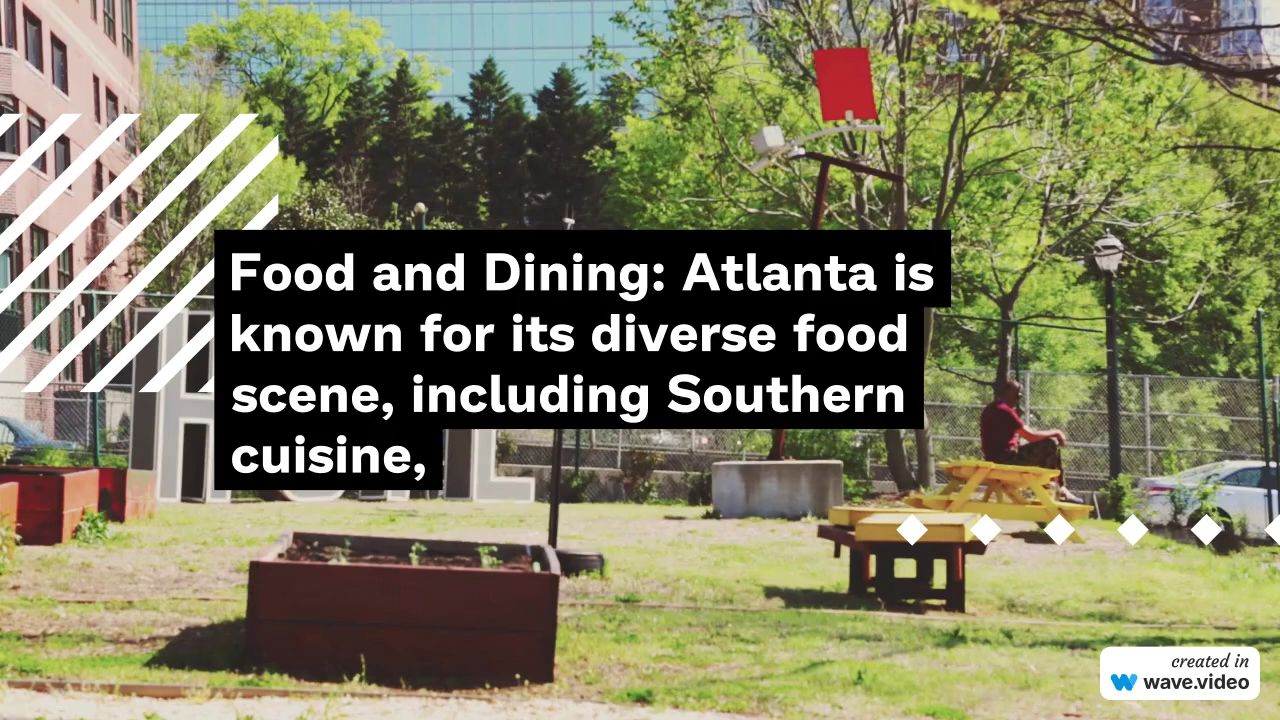 Food and Dining: Atlanta is
known for its diverse food
scene, including Southern
cuisine,
created in
wave.video